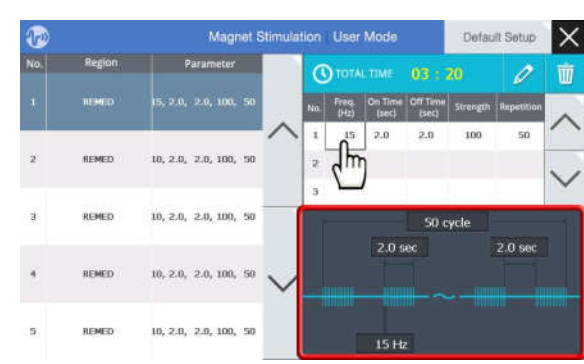 Magnet Stimulation User Mode Default Setup
No. Region Parameter
1 REMED 15, 2.0, 2.0, 100, 50
2 REMED 10, 2.0, 2.0, 100, 50
3 REMED 10, 2.0, 2.0, 100, 50
4 REMED 10, 2.0, 2.0, 100, 50
5 REMED 10, 2.0, 2.0, 100, 50
TOTAL TIME 03 : 20
No. Freq. (Hz) On Time (sec) Off Time (sec) Strength Repetition
1 15 2.0 2.0 100 50
2
3
50 cycle
2.0 sec 2.0 sec
15 Hz